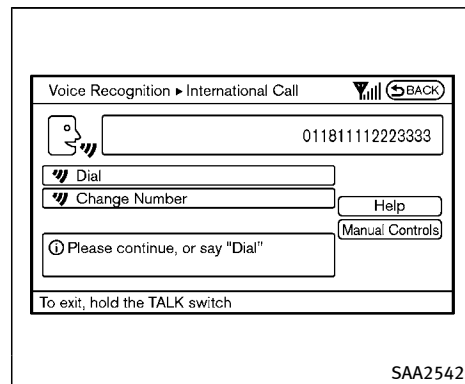 Voice Recognition ▸ International Call BACK
011811112223333
Dial
Change Number
Help
Manual Controls
Please continue, or say "Dial"
To exit, hold the TALK switch
SAA2542